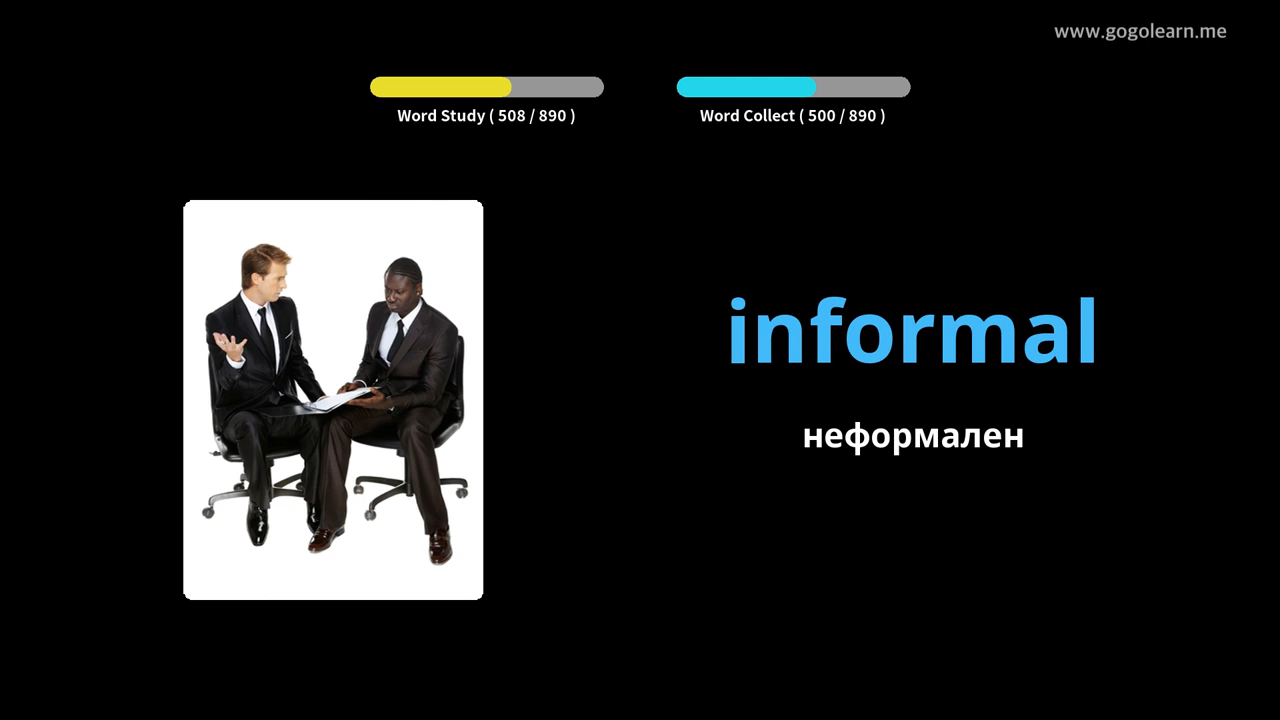 www.gogolearn.me
Word Study ( 508 / 890 )
Word Collect ( 500 / 890 )
informal
неформален